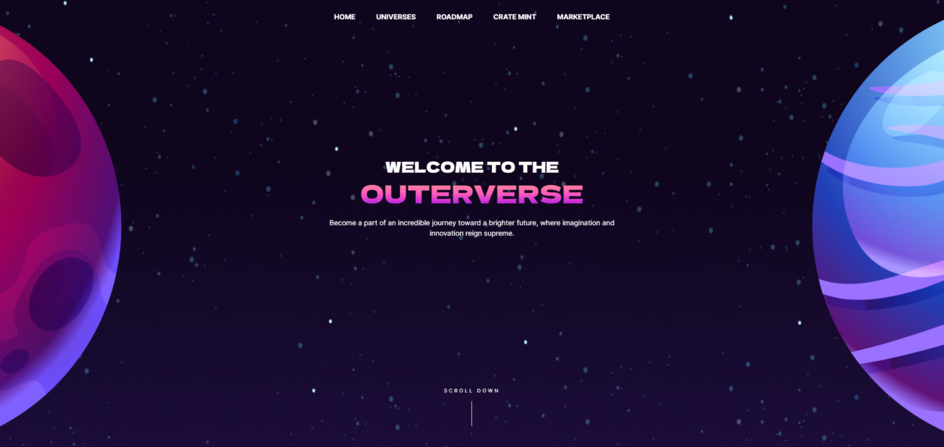 HOME UNIVERSES ROADMAP CRATE MINT MARKETPLACE
WELCOME TO THE
OUTERVERSE
Become a part of an incredible journey toward a brighter future, where imagination and
innovation reign supreme.
SCROLL DOWN